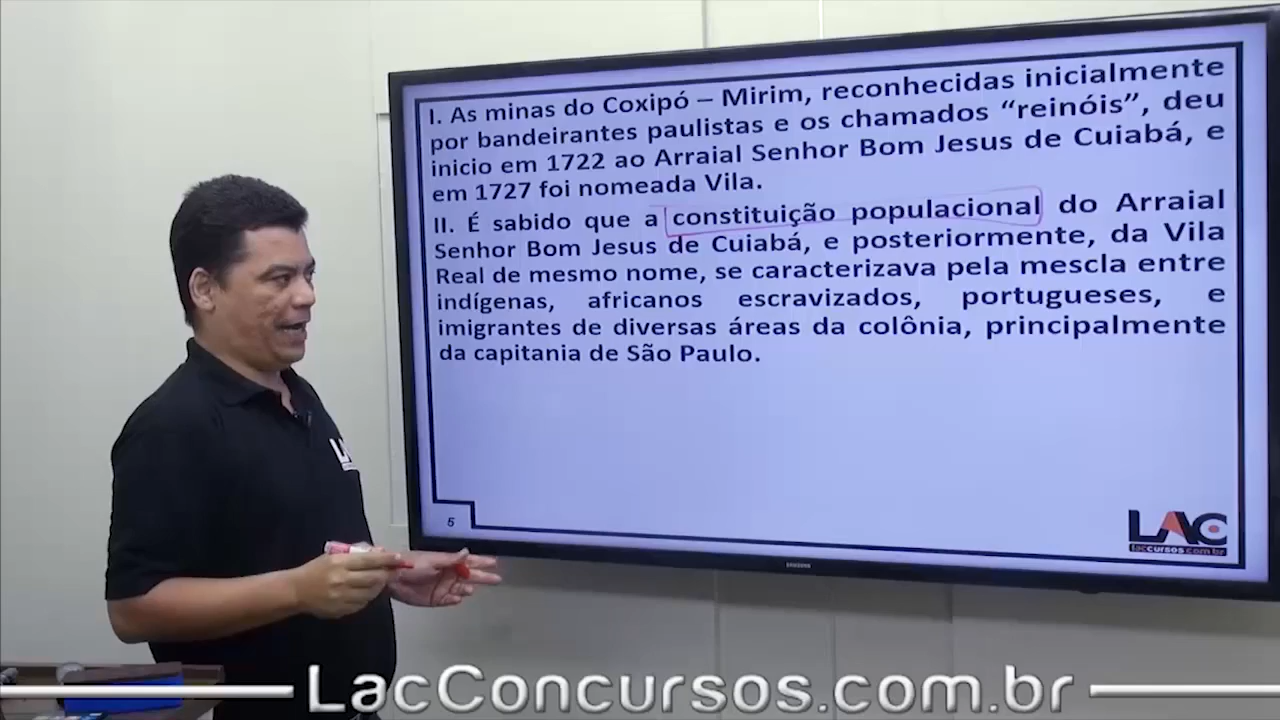 I. As minas do Coxipó – Mirim, reconhecidas inicialmente
por bandeirantes paulistas e os chamados “reinóis”, deu
inicio em 1722 ao Arraial Senhor Bom Jesus de Cuiabá, e
em 1727 foi nomeada Vila.
II. É sabido que a constituição populacional do Arraial
Senhor Bom Jesus de Cuiabá, e posteriormente, da Vila
Real de mesmo nome, se caracterizava pela mescla entre
indígenas, africanos escravizados, portugueses, e
imigrantes de diversas áreas da colônia, principalmente
da capitania de São Paulo.
5
LAC
laccursos.com.br
SAMSUNG
LAC
LacConcursos.com.br